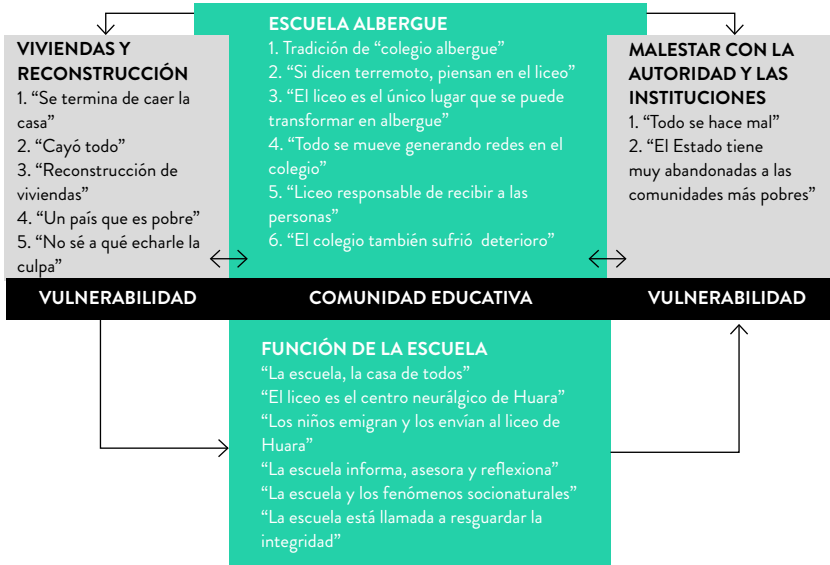 VIVIENDAS Y
RECONSTRUCCIÓN
1. “Se termina de caer la
casa”
2. “Cayó todo”
3. “Reconstrucción de
viviendas”
4. “Un país que es pobre”
5. “No sé a qué echarle la
culpa”
ESCUELA ALBERGUE
1. Tradición de “colegio albergue”
2. “Si dicen terremoto, piensan en el liceo”
3. “El liceo es el único lugar que se puede
transformar en albergue”
4. “Todo se mueve generando redes en el
colegio”
5. “Liceo responsable de recibir a las
personas”
6. “El colegio también sufrió deterioro”
MALESTAR CON LA
AUTORIDAD Y LAS
INSTITUCIONES
1. “Todo se hace mal”
2. “El Estado tiene
muy abandonadas a las
comunidades más pobres”
VULNERABILIDAD
COMUNIDAD EDUCATIVA
VULNERABILIDAD
FUNCIÓN DE LA ESCUELA
“La escuela, la casa de todos”
“El liceo es el centro neurálgico de Huara”
“Los niños emigran y los envían al liceo de
Huara”
“La escuela informa, asesora y reflexiona”
“La escuela y los fenómenos socionaturales”
“La escuela está llamada a resguardar la
integridad”